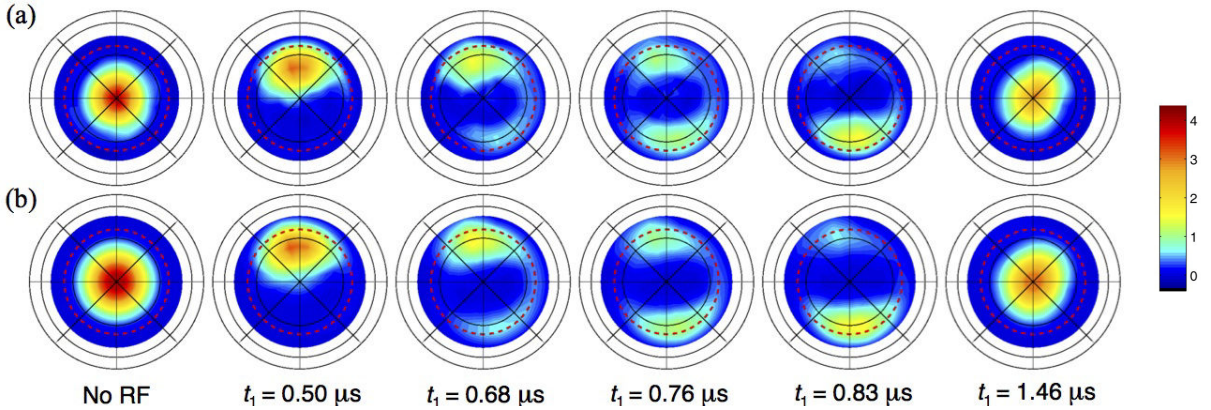 (a)
(b)
4
3
2
1
0
No RF
t₁ = 0.50 µs
t₁ = 0.68 µs
t₁ = 0.76 µs
t₁ = 0.83 µs
t₁ = 1.46 µs